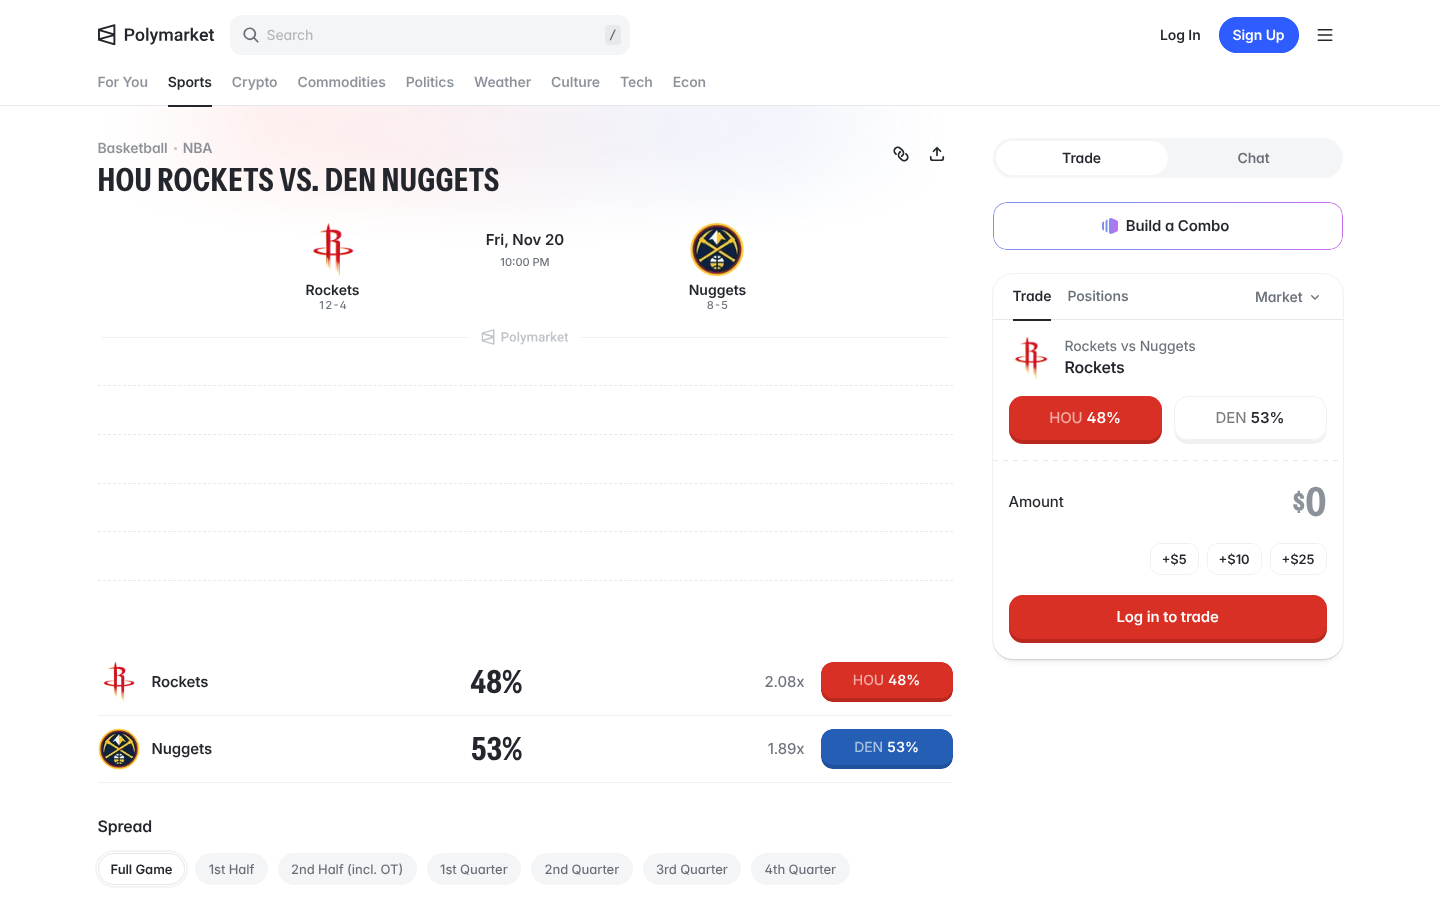 Polymarket
Search
/
Log In
Sign Up
For You
Sports
Crypto
Commodities
Politics
Weather
Culture
Tech
Econ
Basketball · NBA
HOU ROCKETS VS. DEN NUGGETS
Rockets
12-4
Fri, Nov 20
10:00 PM
Nuggets
8-5
Polymarket
Rockets
48%
2.08x
HOU 48%
Nuggets
53%
1.89x
DEN 53%
Spread
Full Game
1st Half
2nd Half (incl. OT)
1st Quarter
2nd Quarter
3rd Quarter
4th Quarter
Trade
Chat
Build a Combo
Trade
Positions
Market
Rockets vs Nuggets
Rockets
HOU 48%
DEN 53%
Amount
$0
+$5
+$10
+$25
Log in to trade